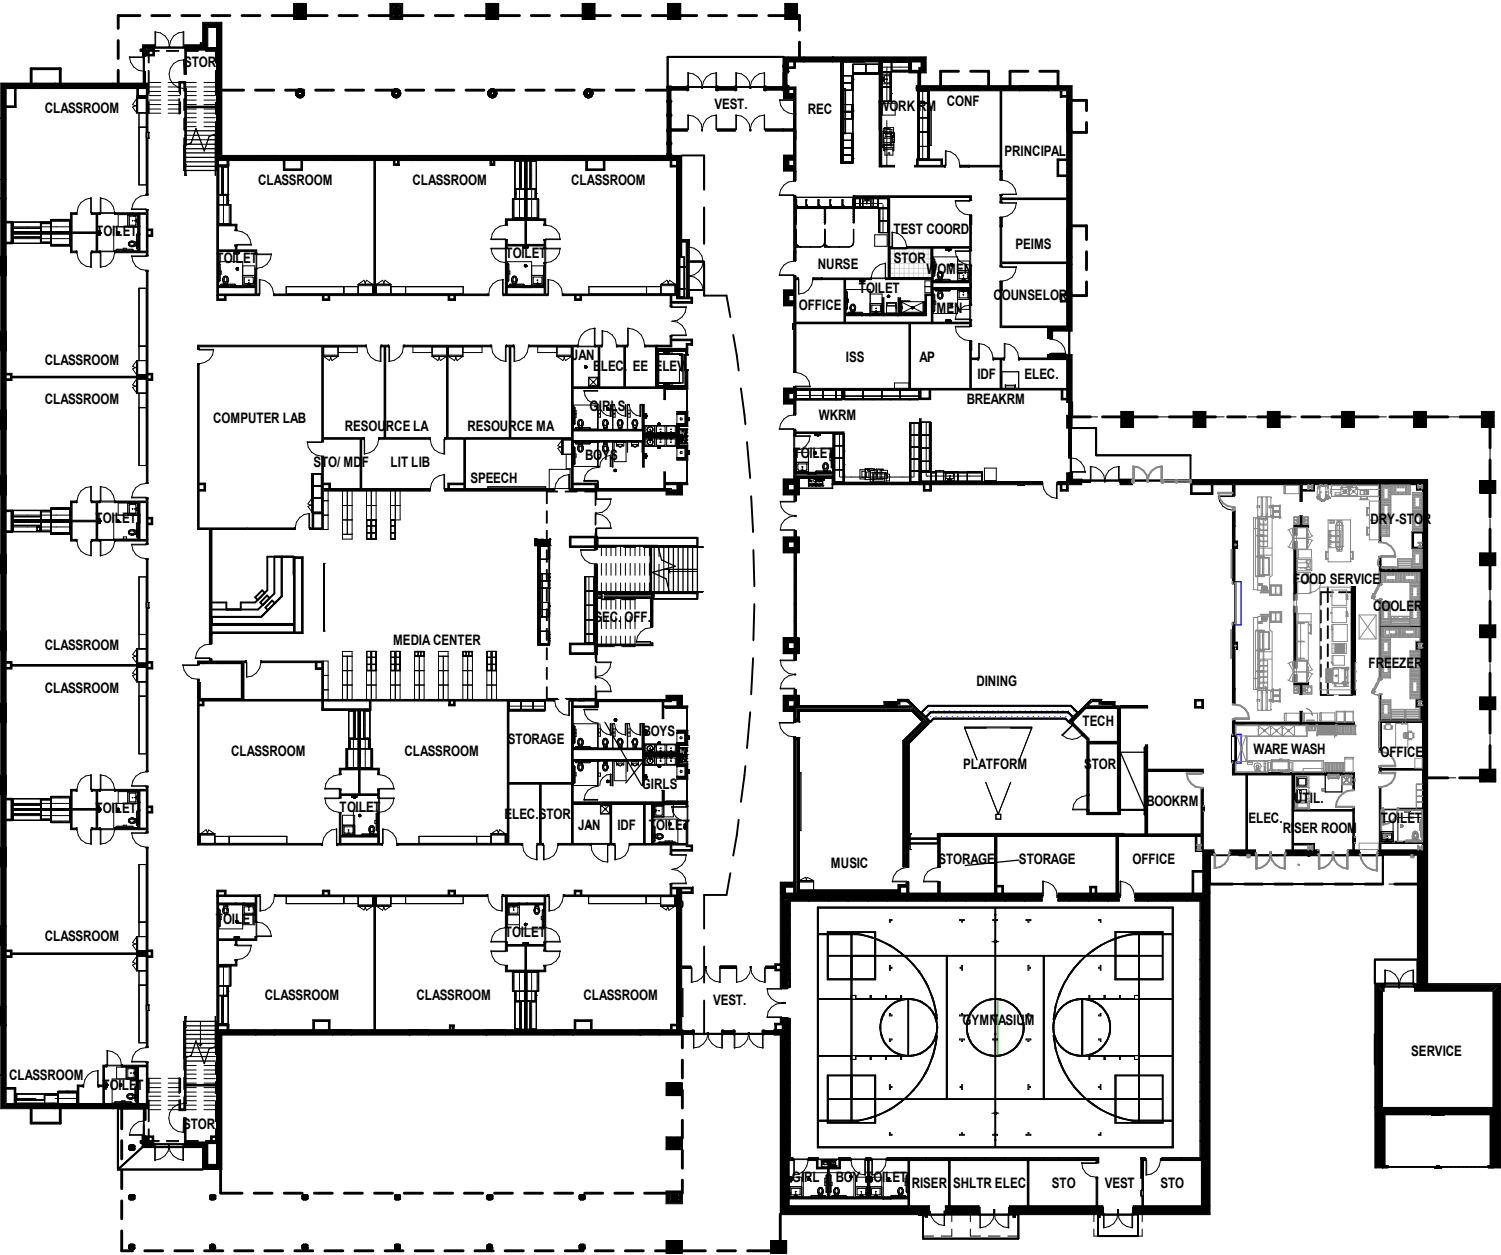 STOR
CLASSROOM
VEST.
REC
WORK RM
CONF
PRINCIPAL
CLASSROOM
CLASSROOM
CLASSROOM
TOILET
TEST COORD
PEIMS
TOILET
TOILET
NURSE
STOR
WOMEN
TOILET
OFFICE
MEN
COUNSELOR
CLASSROOM
JAN
ELEC.
EE
ELEV
ISS
AP
IDF
ELEC.
CLASSROOM
COMPUTER LAB
RESOURCE LA
RESOURCE MA
GIRLS
WKRM
BREAKRM
STO/ MDF
LIT LIB
SPEECH
BOYS
TOILET
TOILET
DRY-STOR
FOOD SERVICE
COOLER
SEC. OFF.
CLASSROOM
MEDIA CENTER
FREEZER
CLASSROOM
DINING
CLASSROOM
CLASSROOM
STORAGE
BOYS
TECH
WARE WASH
OFFICE
PLATFORM
STOR
GIRLS
TOILET
TOILET
ELEC.
STOR
JAN
IDF
TOILET
BOOKRM
UTIL.
ELEC.
RISER ROOM
TOILET
MUSIC
STORAGE
STORAGE
OFFICE
TOILET
TOILET
CLASSROOM
CLASSROOM
CLASSROOM
CLASSROOM
VEST.
GYMNASIUM
SERVICE
CLASSROOM
TOILET
STOR
GIRL
BOY
TOILET
RISER
SHLTR ELEC
STO
VEST
STO